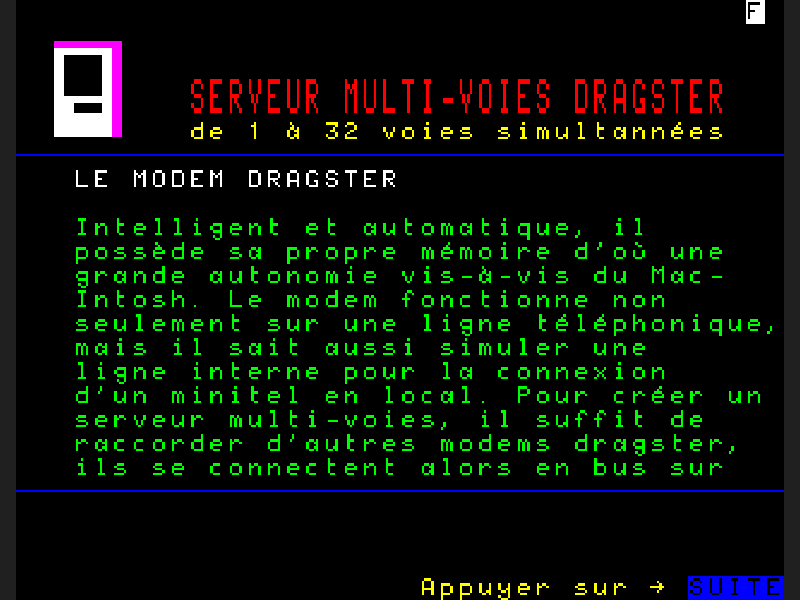 F
SERVEUR MULTI-VOIES DRAGSTER
de 1 à 32 voies simultannées
LE MODEM DRAGSTER
Intelligent et automatique, il
possède sa propre mémoire d'où une
grande autonomie vis-à-vis du Mac-
Intosh. Le modem fonctionne non
seulement sur une ligne téléphonique,
mais il sait aussi simuler une
ligne interne pour la connexion
d'un minitel en local. Pour créer un
serveur multi-voies, il suffit de
raccorder d'autres modems dragster,
ils se connectent alors en bus sur
Appuyer sur → SUITE